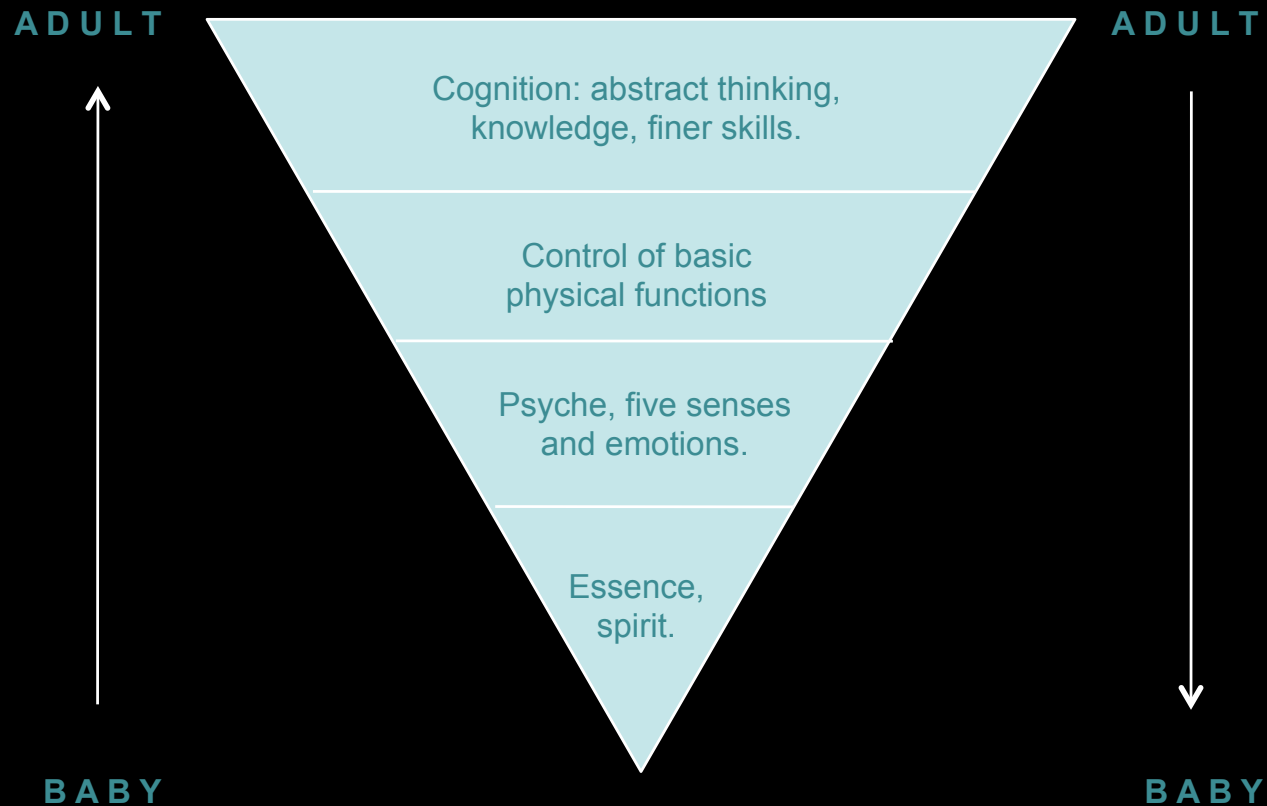 ADULT
ADULT
Cognition: abstract thinking,
knowledge, finer skills.
Control of basic
physical functions
Psyche, five senses
and emotions.
Essence,
spirit.
BABY
BABY